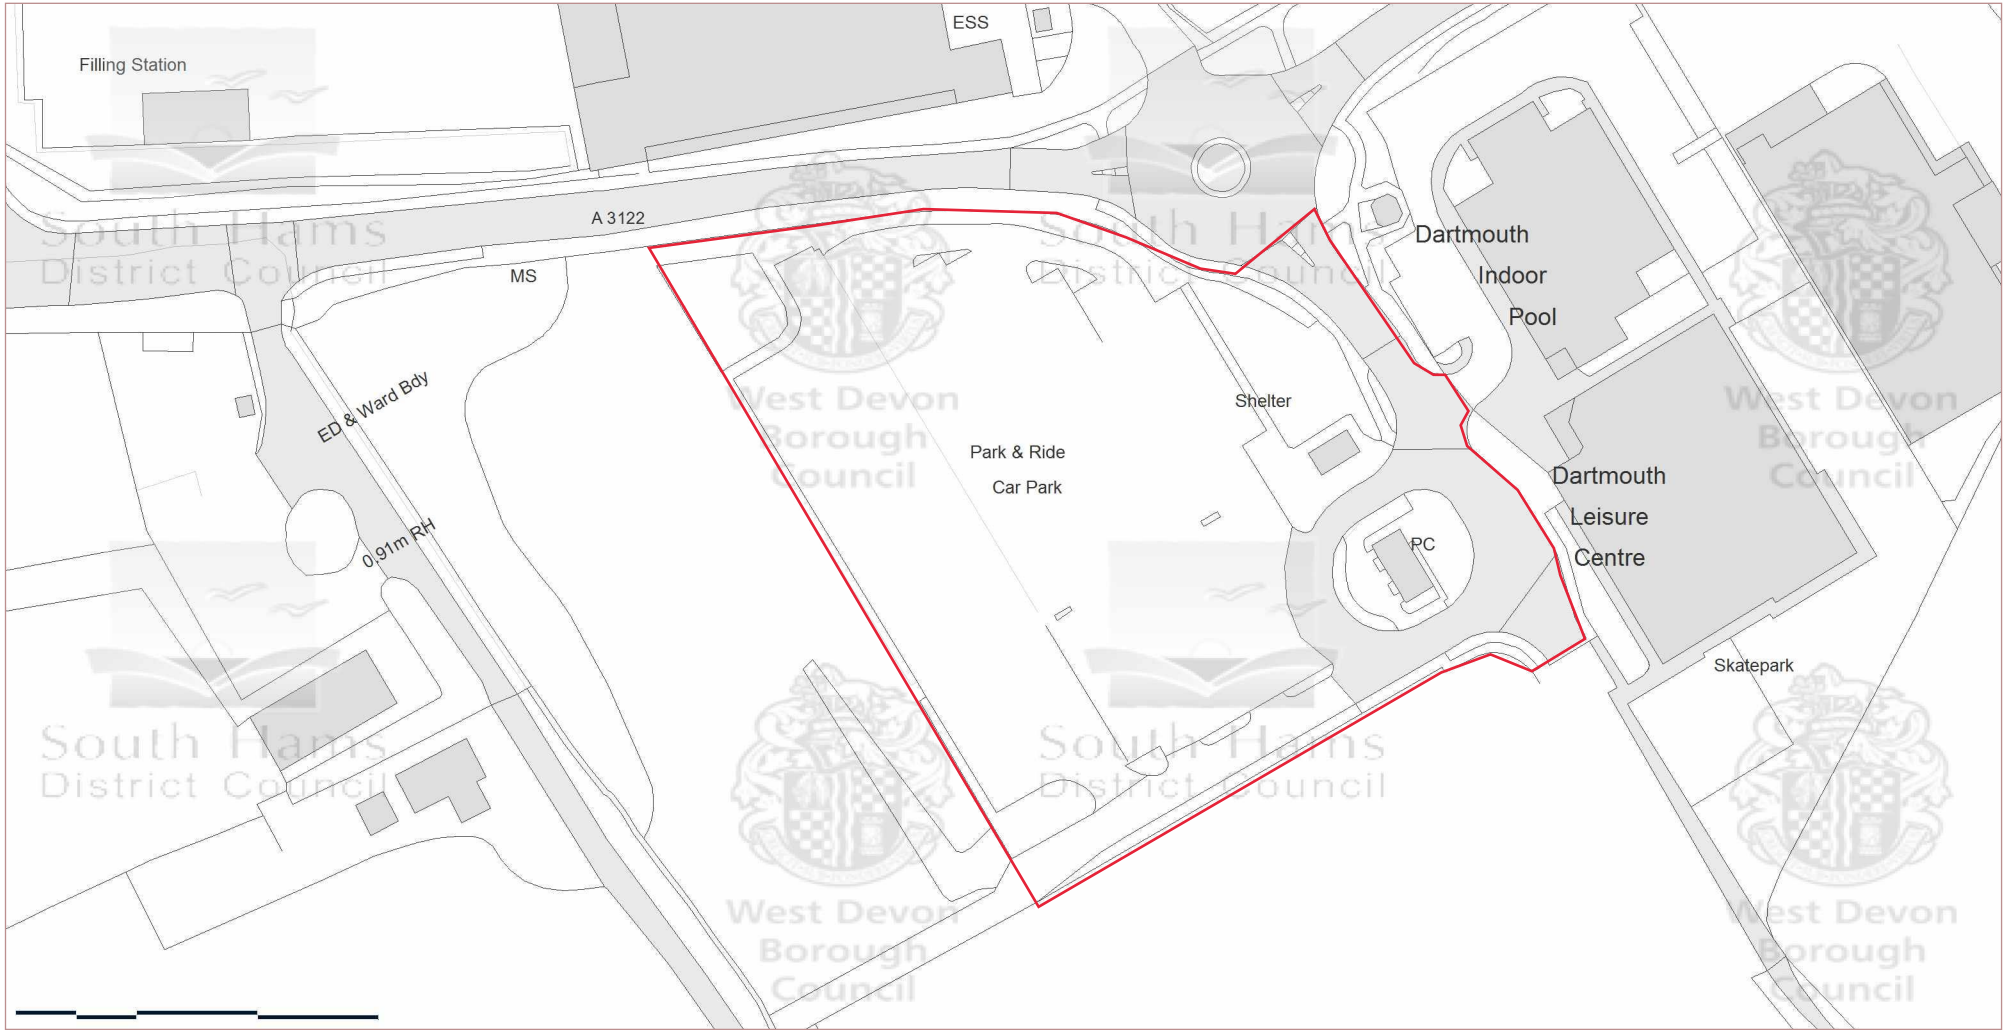 ESS
Filling Station
A 3122
MS
Dartmouth
Indoor
Pool
ED & Ward Bdy
Shelter
Park & Ride
Car Park
Dartmouth
Leisure
Centre
0.91m RH
PC
Skatepark
South Hams
District Council
South Hams
District Council
West Devon
Borough
Council
West Devon
Borough
Council
South Hams
District Council
South Hams
District Council
West Devon
Borough
Council
West Devon
Borough
Council